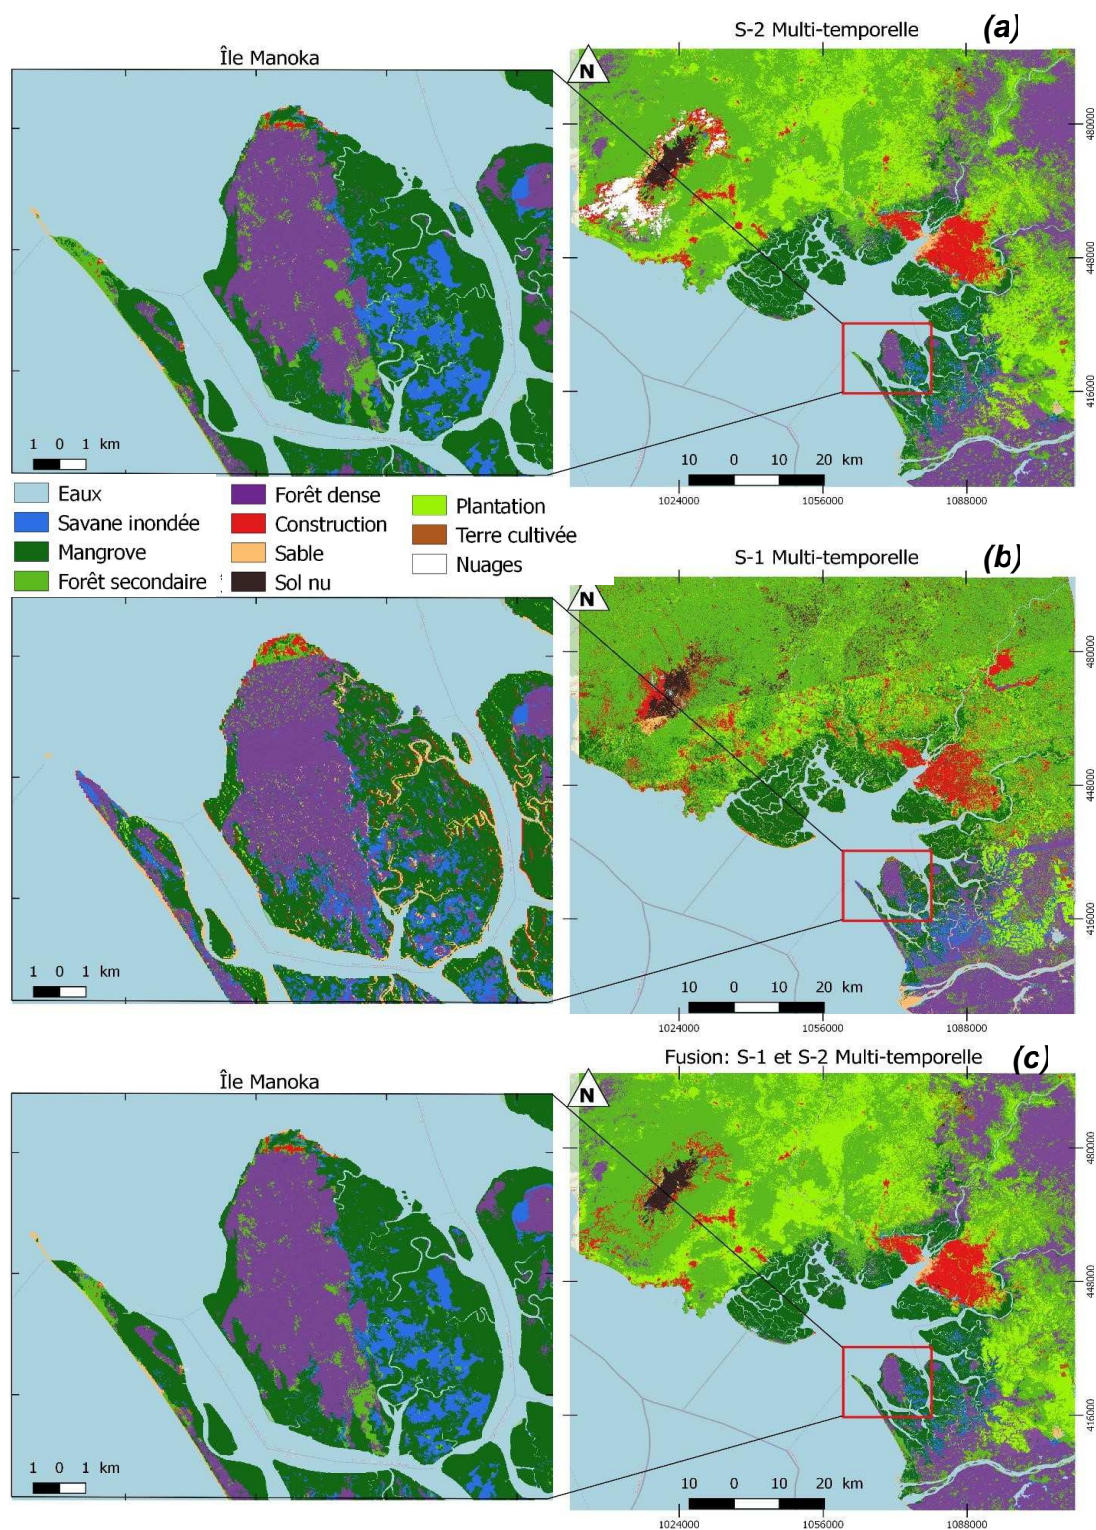 S-2 Multi-temporelle
(a)
Île Manoka
N
480000
448000
416000
1 0 1 km
10 0 10 20 km
1024000 1056000 1088000
Eaux
Savane inondée
Mangrove
Forêt secondaire
Forêt dense
Construction
Sable
Sol nu
Plantation
Terre cultivée
Nuages
S-1 Multi-temporelle
(b)
N
480000
448000
416000
1 0 1 km
10 0 10 20 km
1024000 1056000 1088000
Fusion: S-1 et S-2 Multi-temporelle
(c)
Île Manoka
N
480000
448000
416000
1 0 1 km
10 0 10 20 km
1024000 1056000 1088000